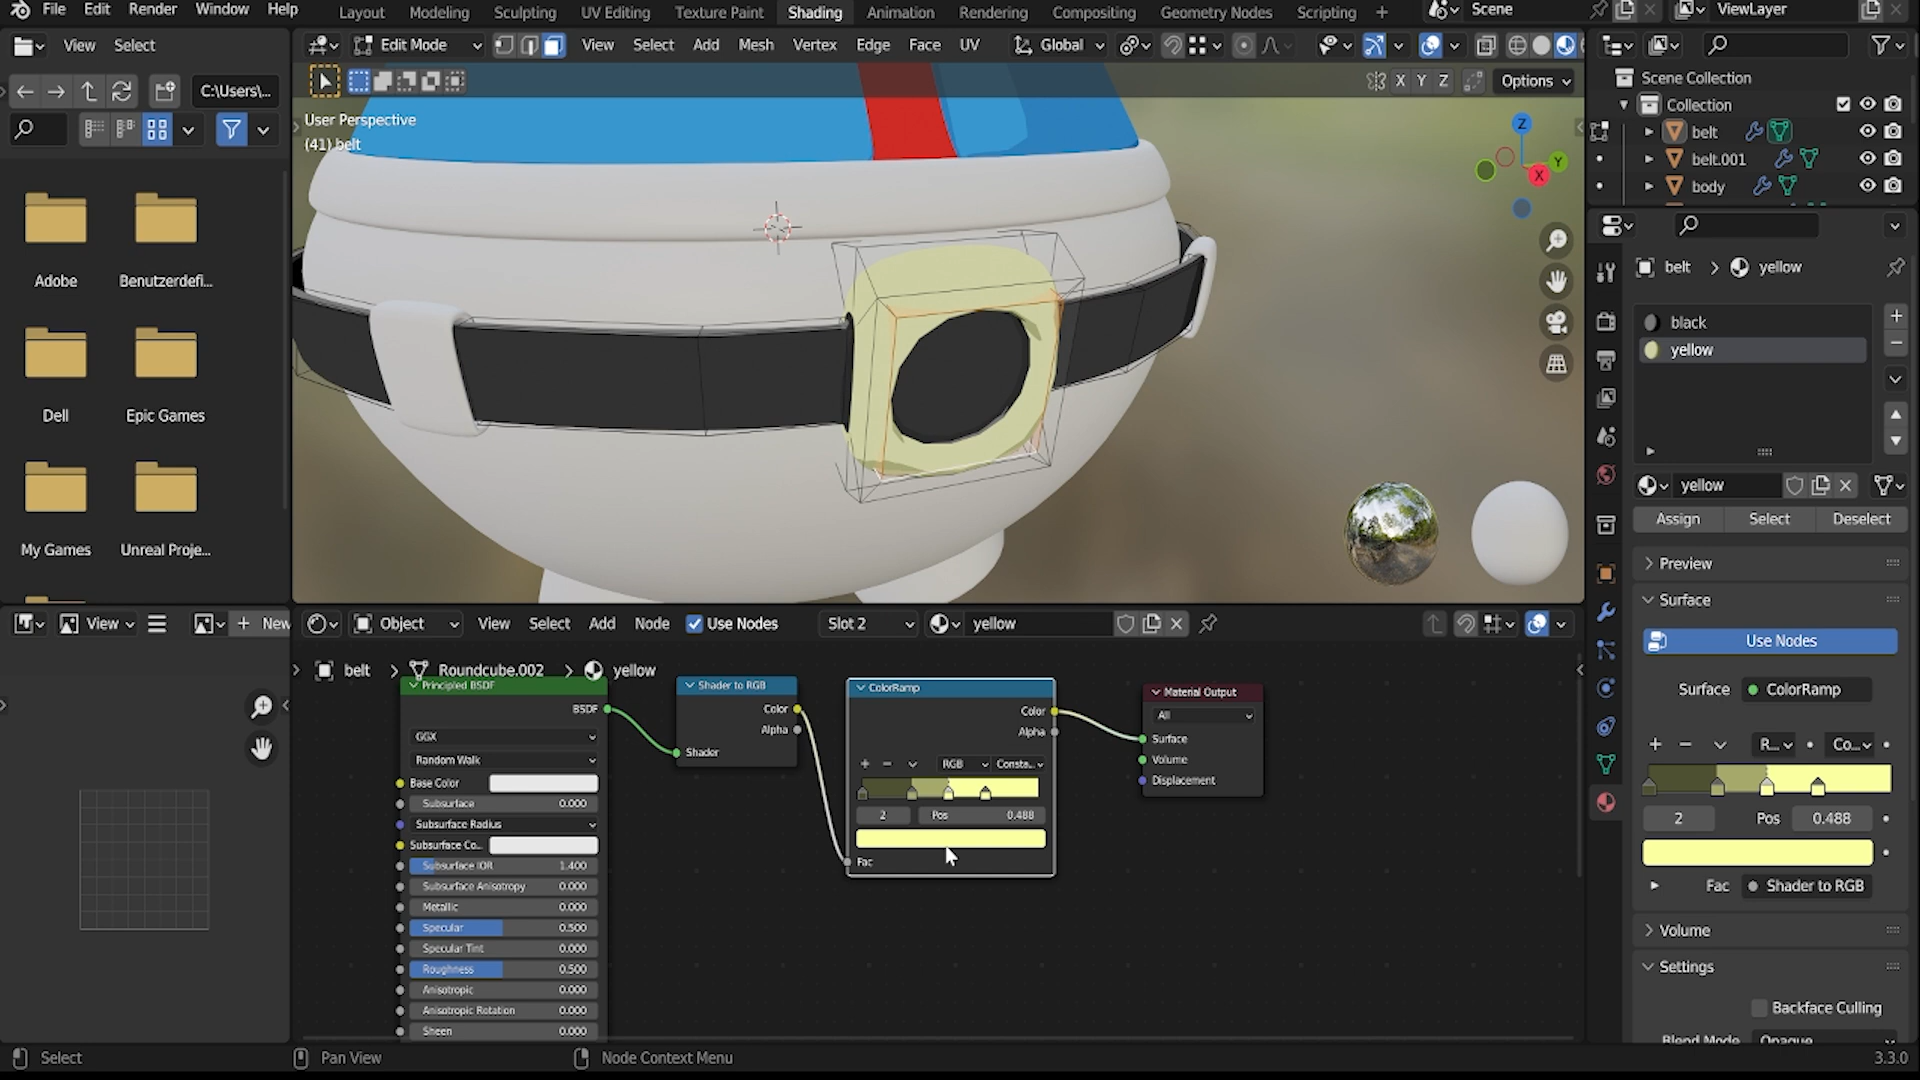 File Edit Render Window Help Layout Modeling Sculpting UV Editing Texture Paint Shading Animation Rendering Compositing Geometry Nodes Scripting + Scene ViewLayer
View Select Edit Mode View Select Add Mesh Vertex Edge Face UV Global
C:\Users\... X Y Z Options
Scene Collection
Collection
belt
belt.001
body
User Perspective
(41) belt
Z
Y
X
Adobe Benutzerdefi...
Dell Epic Games
My Games Unreal Proje...
belt > yellow
black
yellow
yellow
Assign Select Deselect
Preview
Surface
Use Nodes
Surface ColorRamp
R... Co...
2 Pos 0.488
Fac Shader to RGB
Volume
Settings
Backface Culling
Blend Mode Opaque
View + New Object View Select Add Node Use Nodes Slot 2 yellow
belt > Roundcube.002 > yellow
Principled BSDF
BSDF
GGX
Random Walk
Base Color
Subsurface 0.000
Subsurface Radius
Subsurface Co...
Subsurface IOR 1.400
Subsurface Anisotropy 0.000
Metallic 0.000
Specular 0.500
Specular Tint 0.000
Roughness 0.500
Anisotropic 0.000
Anisotropic Rotation 0.000
Sheen 0.000
Shader to RGB
Color
Alpha
Shader
ColorRamp
Color
Alpha
RGB Consta...
2 Pos 0.488
Fac
Material Output
All
Surface
Volume
Displacement
Select Pan View Node Context Menu 3.3.0